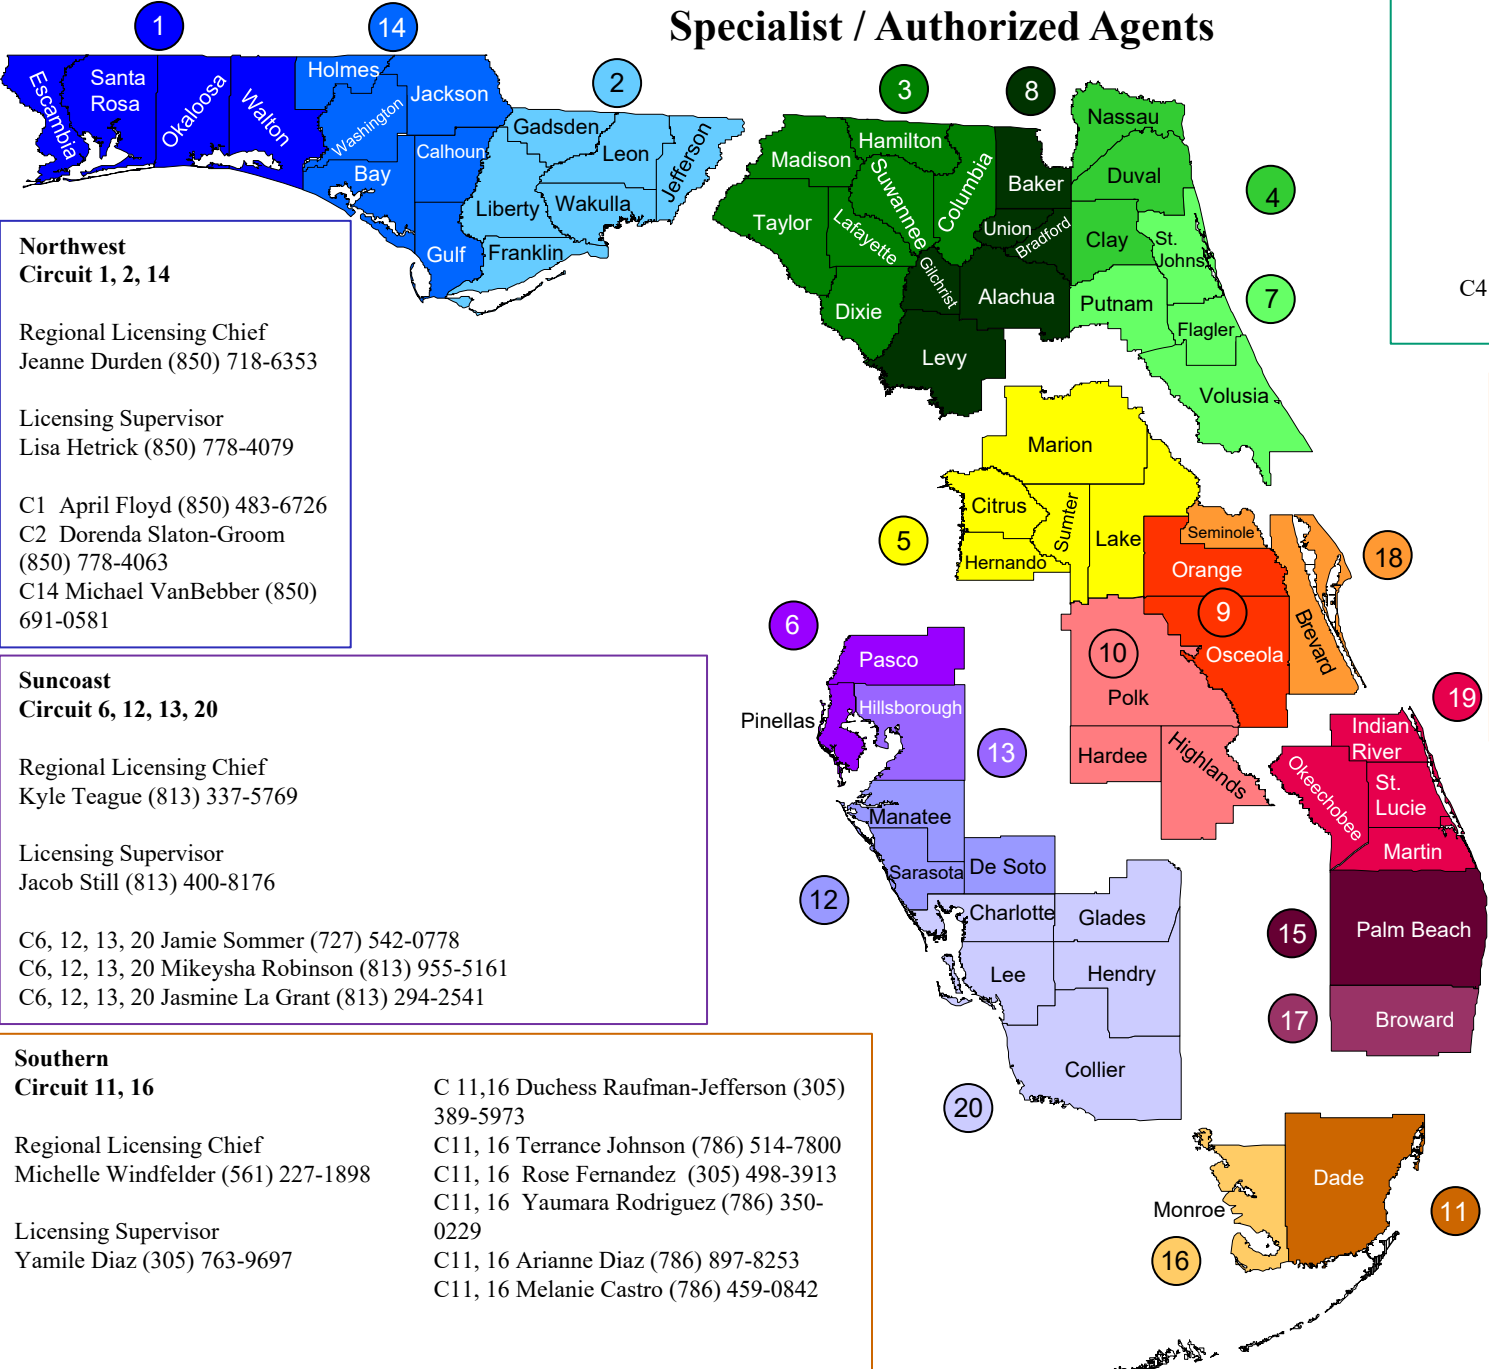 Specialist / Authorized Agents
1
14
2
3
8
4
7
Escambia
Santa
Rosa
Okaloosa
Walton
Holmes
Washington
Jackson
Calhoun
Bay
Gulf
Gadsden
Leon
Jefferson
Liberty
Wakulla
Franklin
Madison
Hamilton
Suwannee
Columbia
Taylor
Lafayette
Dixie
Baker
Union
Bradford
Gilchrist
Alachua
Levy
Nassau
Duval
Clay
St.
Johns
Putnam
Flagler
Volusia
C4
Northwest
Circuit 1, 2, 14
Regional Licensing Chief
Jeanne Durden (850) 718-6353
Licensing Supervisor
Lisa Hetrick (850) 778-4079
C1  April Floyd (850) 483-6726
C2  Dorenda Slaton-Groom
(850) 778-4063
C14 Michael VanBebber (850)
691-0581
5
Marion
Citrus
Sumter
Lake
Hernando
Seminole
Orange
9
Osceola
18
Brevard
10
Polk
Hardee
Highlands
6
Pasco
Pinellas
Hillsborough
13
Manatee
Sarasota
De Soto
12
Charlotte
Glades
Lee
Hendry
Collier
20
19
Indian
River
Okeechobee
St.
Lucie
Martin
15
Palm Beach
17
Broward
Suncoast
Circuit 6, 12, 13, 20
Regional Licensing Chief
Kyle Teague (813) 337-5769
Licensing Supervisor
Jacob Still (813) 400-8176
C6, 12, 13, 20 Jamie Sommer (727) 542-0778
C6, 12, 13, 20 Mikeysha Robinson (813) 955-5161
C6, 12, 13, 20 Jasmine La Grant (813) 294-2541
Southern
Circuit 11, 16
Regional Licensing Chief
Michelle Windfelder (561) 227-1898
Licensing Supervisor
Yamile Diaz (305) 763-9697
C 11,16 Duchess Raufman-Jefferson (305)
389-5973
C11, 16 Terrance Johnson (786) 514-7800
C11, 16  Rose Fernandez  (305) 498-3913
C11, 16  Yaumara Rodriguez (786) 350-
0229
C11, 16 Arianne Diaz (786) 897-8253
C11, 16 Melanie Castro (786) 459-0842
Dade
Monroe
11
16